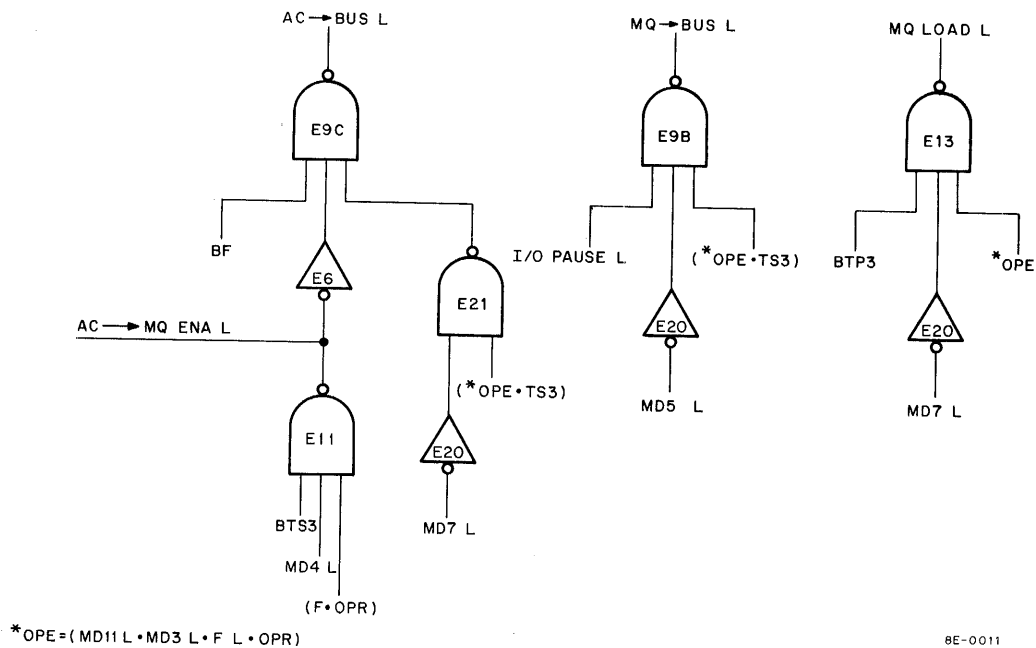 AC→BUS L
MQ→BUS L
MQ LOAD L
E9C
E9B
E13
BF
E6
E21
I/O PAUSE L
(*OPE•TS3)
BTP3
*OPE
AC→MQ ENA L
E20
E20
(*OPE•TS3)
MD5 L
MD7 L
E11
E20
BTS3
MD7 L
MD4 L
(F•OPR)
*OPE=(MD11 L•MD3 L•F L•OPR)
8E-0011